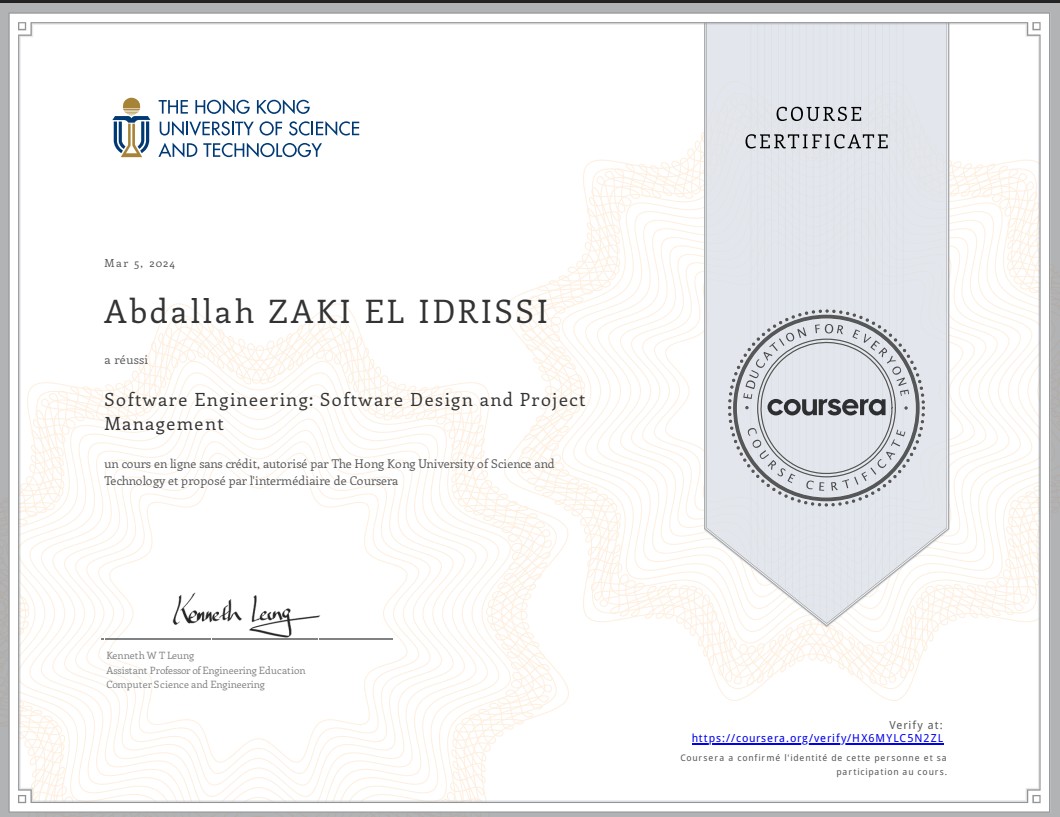 THE HONG KONG
UNIVERSITY OF SCIENCE
AND TECHNOLOGY
COURSE
CERTIFICATE
Mar 5, 2024
Abdallah ZAKI EL IDRISSI
a réussi
Software Engineering: Software Design and Project
Management
un cours en ligne sans crédit, autorisé par The Hong Kong University of Science and
Technology et proposé par l'intermédiaire de Coursera
EDUCATION FOR EVERYONE
coursera
COURSE CERTIFICATE
Kenneth Leung
Kenneth W T Leung
Assistant Professor of Engineering Education
Computer Science and Engineering
Verify at:
https://coursera.org/verify/HX6MYLC5N2ZL
Coursera a confirmé l'identité de cette personne et sa
participation au cours.